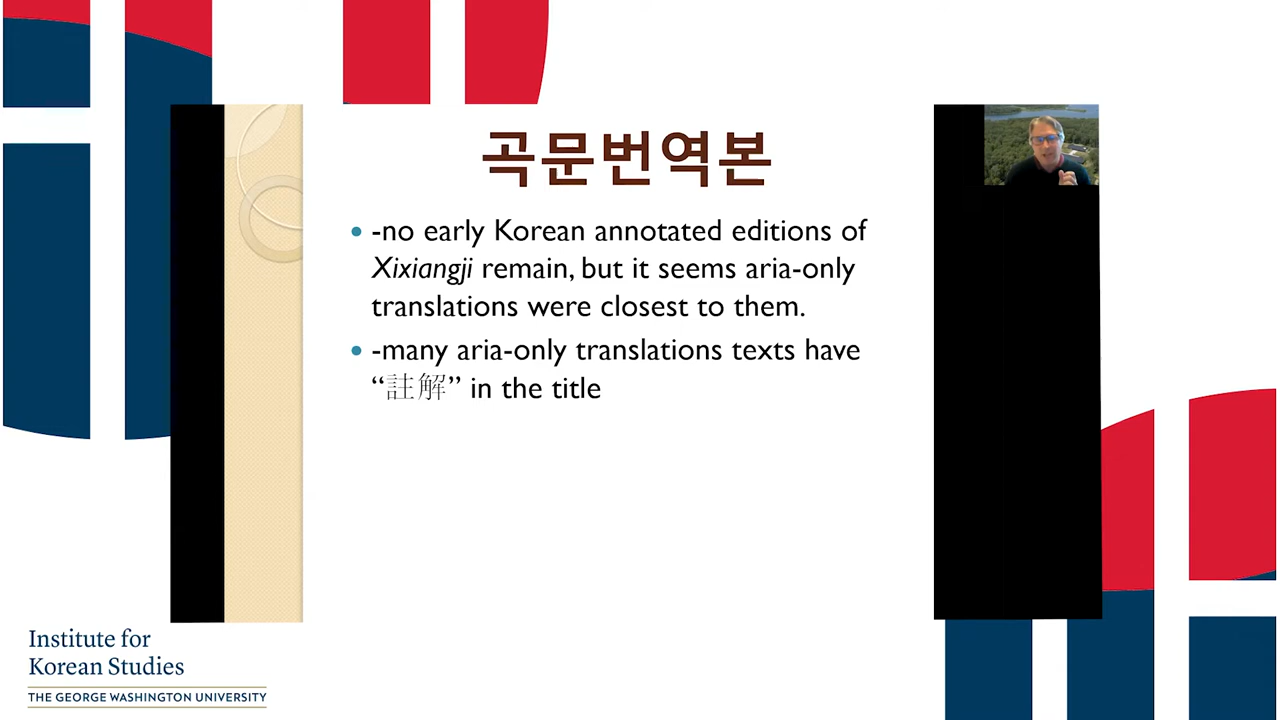 곡문번역본
• -no early Korean annotated editions of
Xixiangji remain, but it seems aria-only
translations were closest to them.
• -many aria-only translations texts have
“註解” in the title
Institute for
Korean Studies
THE GEORGE WASHINGTON UNIVERSITY